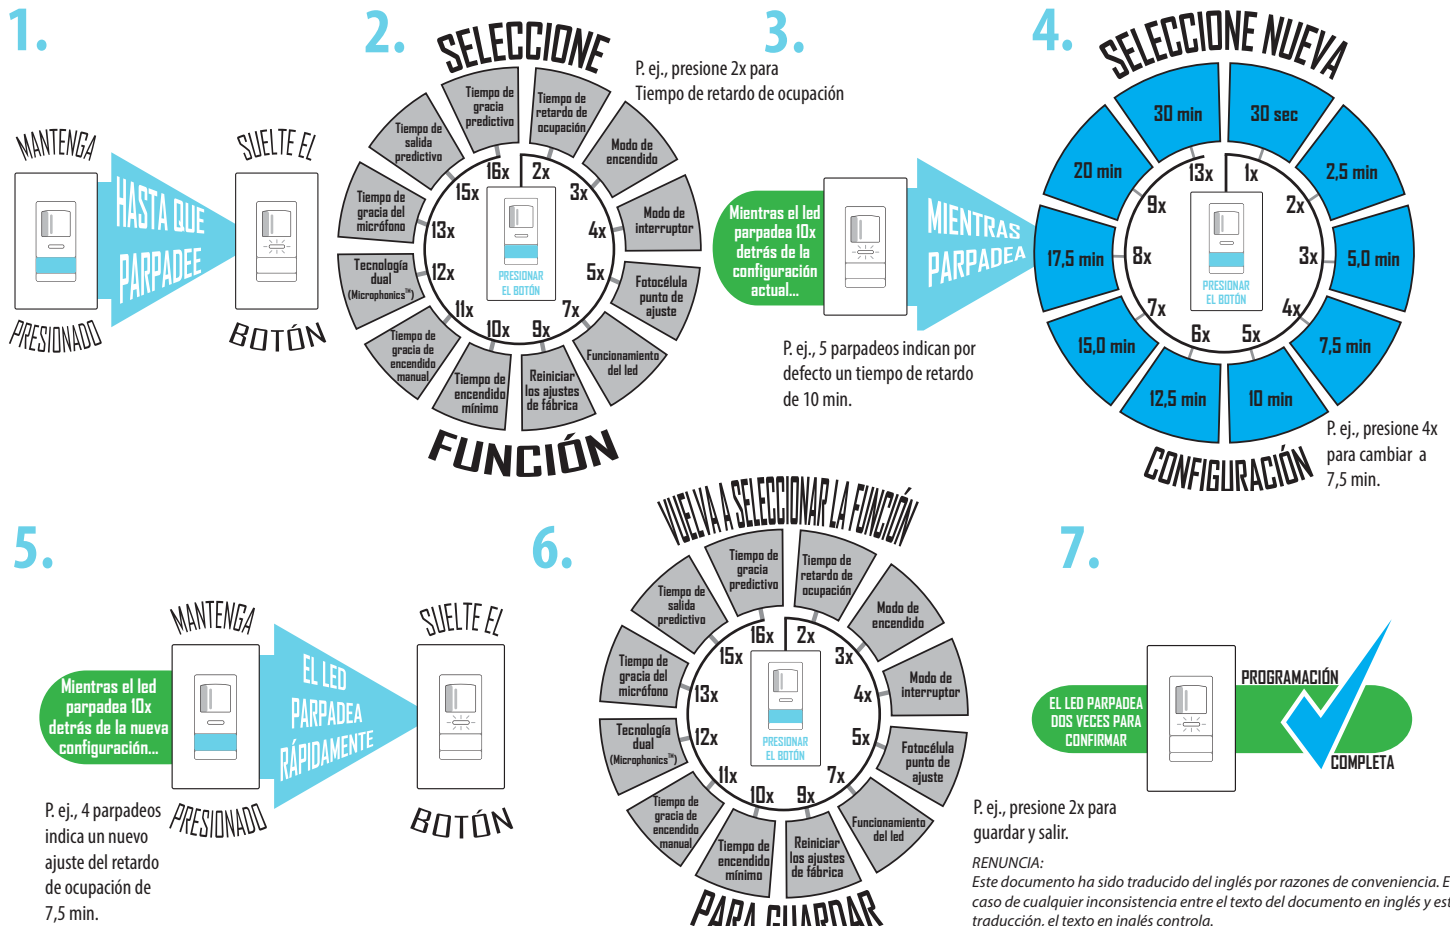 1.
MANTENGA
PRESIONADO
HASTA QUE
PARPADEE
SUELTE EL
BOTÓN
2.
SELECCIONE
P. ej., presione 2x para
Tiempo de retardo de ocupación
Tiempo de
retardo de
ocupación
Modo de
encendido
Modo de
interruptor
Fotocélula
punto de
ajuste
Funcionamiento
del led
Reiniciar
los ajustes
de fábrica
Tiempo de
encendido
mínimo
Tiempo de
gracia de
encendido
manual
Tecnología
dual
(Microphonics™)
Tiempo de
gracia del
micrófono
Tiempo de
salida
predictivo
Tiempo de
gracia
predictivo
2x
3x
4x
5x
7x
9x
10x
11x
12x
13x
15x
16x
PRESIONAR
EL BOTÓN
FUNCIÓN
3.
Mientras el led
parpadea 10x
detrás de la
configuración
actual...
MIENTRAS
PARPADEA
P. ej., 5 parpadeos indican por
defecto un tiempo de retardo
de 10 min.
4.
SELECCIONE NUEVA
30 sec
2,5 min
5,0 min
7,5 min
10 min
12,5 min
15,0 min
17,5 min
20 min
30 min
1x
2x
3x
4x
5x
6x
7x
8x
9x
13x
PRESIONAR
EL BOTÓN
CONFIGURACIÓN
P. ej., presione 4x
para cambiar a
7,5 min.
5.
Mientras el led
parpadea 10x
detrás de la nueva
configuración...
MANTENGA
PRESIONADO
EL LED
PARPADEA
RÁPIDAMENTE
SUELTE EL
BOTÓN
P. ej., 4 parpadeos
indica un nuevo
ajuste del retardo
de ocupación de
7,5 min.
6.
VUELVA A SELECCIONAR LA FUNCIÓN
Tiempo de
retardo de
ocupación
Modo de
encendido
Modo de
interruptor
Fotocélula
punto de
ajuste
Funcionamiento
del led
Reiniciar
los ajustes
de fábrica
Tiempo de
encendido
mínimo
Tiempo de
gracia de
encendido
manual
Tecnología
dual
(Microphonics™)
Tiempo de
gracia del
micrófono
Tiempo de
salida
predictivo
Tiempo de
gracia
predictivo
2x
3x
4x
5x
7x
9x
10x
11x
12x
13x
15x
16x
PRESIONAR
EL BOTÓN
PARA GUARDAR
7.
EL LED PARPADEA
DOS VECES PARA
CONFIRMAR
PROGRAMACIÓN
COMPLETA
P. ej., presione 2x para
guardar y salir.
RENUNCIA:
Este documento ha sido traducido del inglés por razones de conveniencia. E
caso de cualquier inconsistencia entre el texto del documento en inglés y est
traducción, el texto en inglés controla.